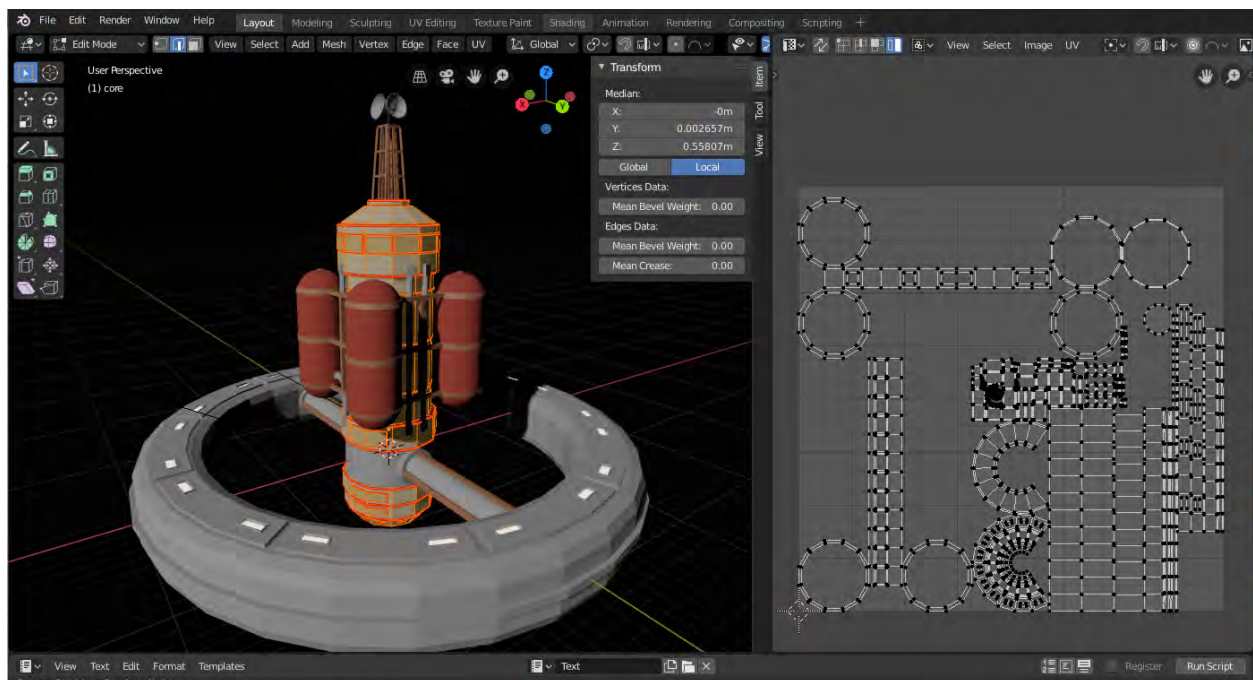 File Edit Render Window Help Layout Modeling Sculpting UV Editing Texture Paint Shading Animation Rendering Compositing Scripting +
Edit Mode View Select Add Mesh Vertex Edge Face UV Global View Select Image UV
User Perspective
(1) core
Transform
Median:
X: -0m
Y: 0.002657m
Z: 0.55807m
Global Local
Vertices Data:
Mean Bevel Weight: 0.00
Edges Data:
Mean Bevel Weight: 0.00
Mean Crease: 0.00
Item
Tool
View
Z
X
Y
View Text Edit Format Templates Text Register Run Script